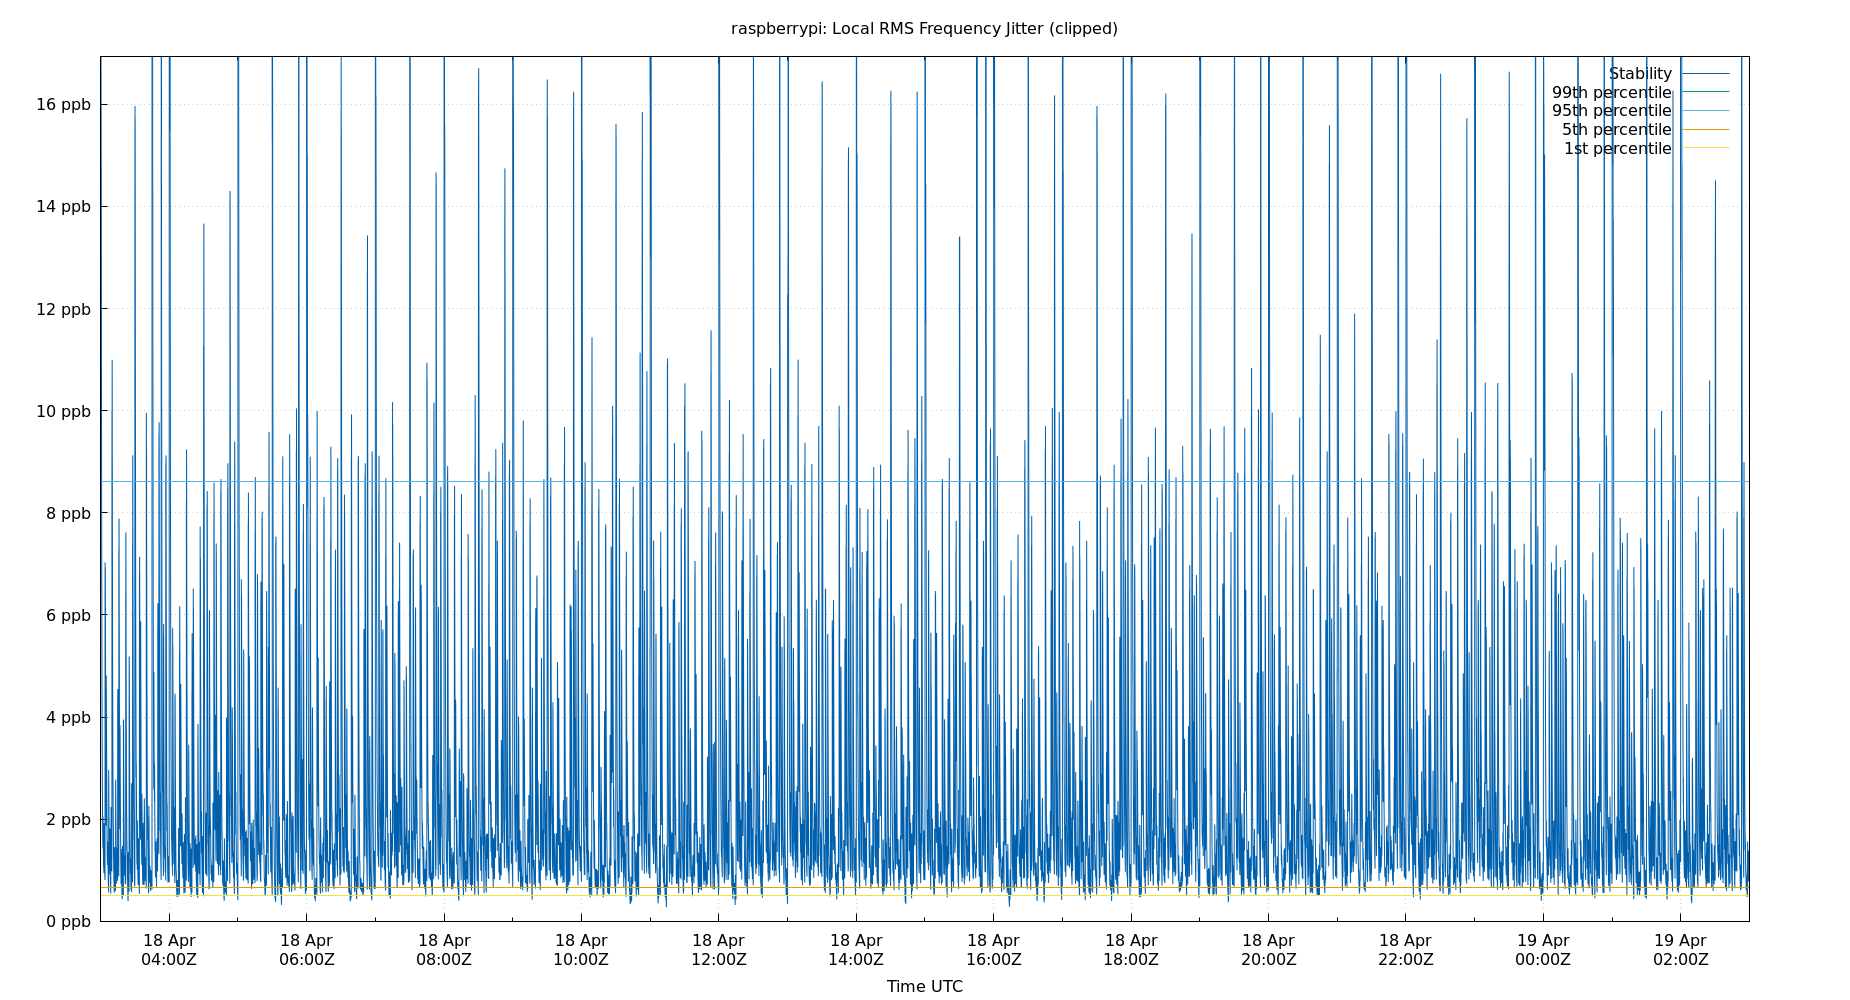 raspberrypi: Local RMS Frequency Jitter (clipped)
Stability
99th percentile
95th percentile
5th percentile
1st percentile
16 ppb
14 ppb
12 ppb
10 ppb
8 ppb
6 ppb
4 ppb
2 ppb
0 ppb
18 Apr 18 Apr 18 Apr 18 Apr 18 Apr 18 Apr 18 Apr 18 Apr 18 Apr 18 Apr 19 Apr 19 Apr
04:00Z 06:00Z 08:00Z 10:00Z 12:00Z 14:00Z 16:00Z 18:00Z 20:00Z 22:00Z 00:00Z 02:00Z
Time UTC